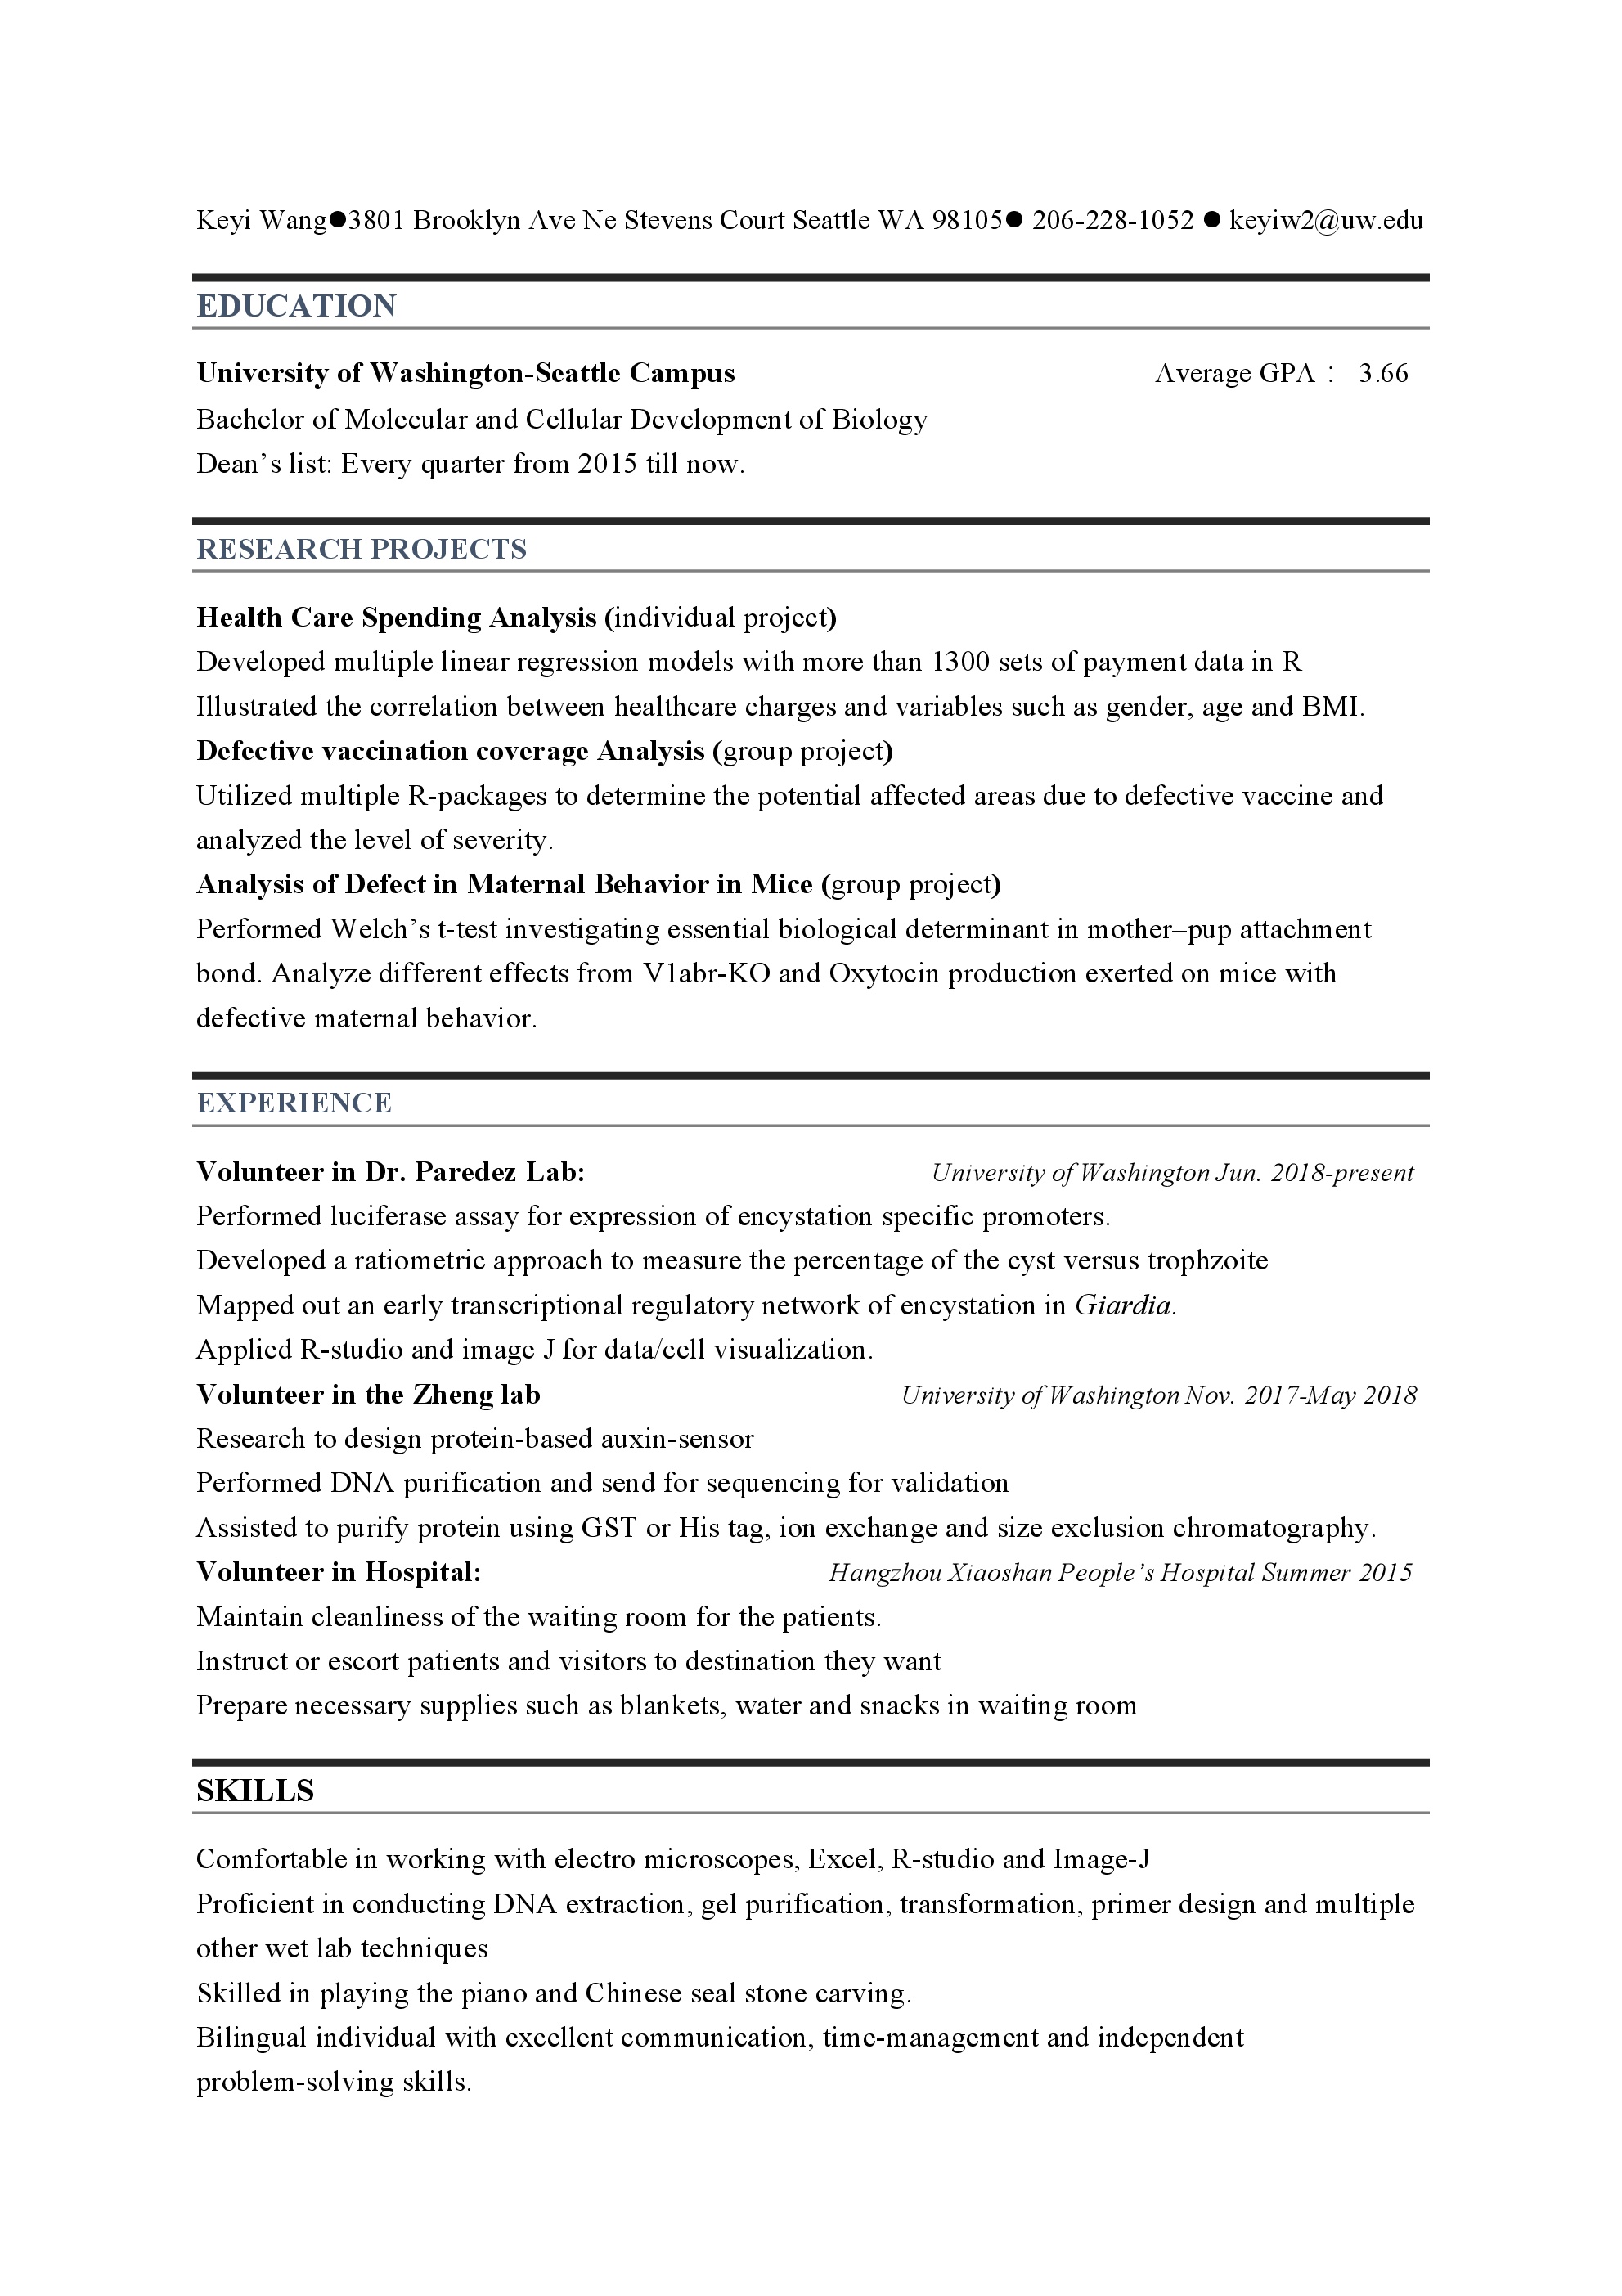 Keyi Wang●3801 Brooklyn Ave Ne Stevens Court Seattle WA 98105● 206-228-1052 ● keyiw2@uw.edu
EDUCATION
University of Washington-Seattle Campus Average GPA： 3.66
Bachelor of Molecular and Cellular Development of Biology
Dean’s list: Every quarter from 2015 till now.
RESEARCH PROJECTS
Health Care Spending Analysis (individual project)
Developed multiple linear regression models with more than 1300 sets of payment data in R
Illustrated the correlation between healthcare charges and variables such as gender, age and BMI.
Defective vaccination coverage Analysis (group project)
Utilized multiple R-packages to determine the potential affected areas due to defective vaccine and
analyzed the level of severity.
Analysis of Defect in Maternal Behavior in Mice (group project)
Performed Welch’s t-test investigating essential biological determinant in mother–pup attachment
bond. Analyze different effects from V1abr-KO and Oxytocin production exerted on mice with
defective maternal behavior.
EXPERIENCE
Volunteer in Dr. Paredez Lab: University of Washington Jun. 2018-present
Performed luciferase assay for expression of encystation specific promoters.
Developed a ratiometric approach to measure the percentage of the cyst versus trophzoite
Mapped out an early transcriptional regulatory network of encystation in Giardia.
Applied R-studio and image J for data/cell visualization.
Volunteer in the Zheng lab University of Washington Nov. 2017-May 2018
Research to design protein-based auxin-sensor
Performed DNA purification and send for sequencing for validation
Assisted to purify protein using GST or His tag, ion exchange and size exclusion chromatography.
Volunteer in Hospital: Hangzhou Xiaoshan People’s Hospital Summer 2015
Maintain cleanliness of the waiting room for the patients.
Instruct or escort patients and visitors to destination they want
Prepare necessary supplies such as blankets, water and snacks in waiting room
SKILLS
Comfortable in working with electro microscopes, Excel, R-studio and Image-J
Proficient in conducting DNA extraction, gel purification, transformation, primer design and multiple
other wet lab techniques
Skilled in playing the piano and Chinese seal stone carving.
Bilingual individual with excellent communication, time-management and independent
problem-solving skills.